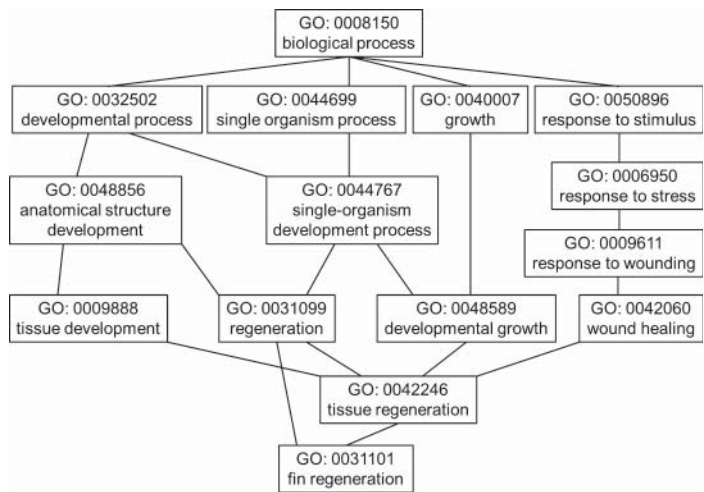 GO: 0008150
biological process
GO: 0032502
developmental process
GO: 0044699
single organism process
GO: 0040007
growth
GO: 0050896
response to stimulus
GO: 0048856
anatomical structure
development
GO: 0044767
single-organism
development process
GO: 0006950
response to stress
GO: 0009611
response to wounding
GO: 0009888
tissue development
GO: 0031099
regeneration
GO: 0048589
developmental growth
GO: 0042060
wound healing
GO: 0042246
tissue regeneration
GO: 0031101
fin regeneration